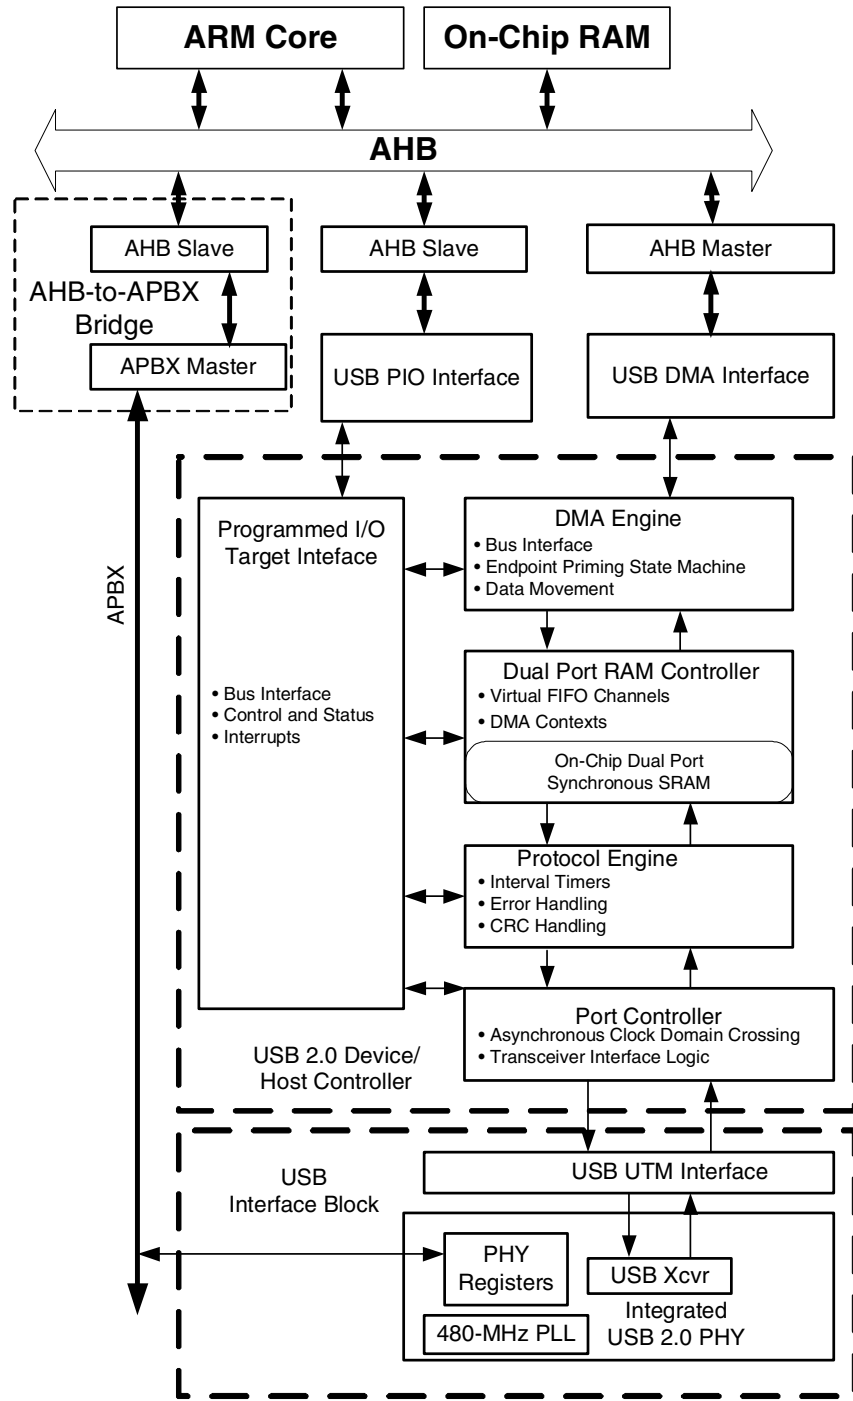 ARM Core
On-Chip RAM
AHB
AHB Slave
AHB-to-APBX
Bridge
APBX Master
AHB Slave
USB PIO Interface
AHB Master
USB DMA Interface
APBX
Programmed I/O
Target Inteface
• Bus Interface
• Control and Status
• Interrupts
DMA Engine
• Bus Interface
• Endpoint Priming State Machine
• Data Movement
Dual Port RAM Controller
• Virtual FIFO Channels
• DMA Contexts
On-Chip Dual Port
Synchronous SRAM
Protocol Engine
• Interval Timers
• Error Handling
• CRC Handling
Port Controller
• Asynchronous Clock Domain Crossing
• Transceiver Interface Logic
USB 2.0 Device/
Host Controller
USB
Interface Block
USB UTM Interface
PHY
Registers
USB Xcvr
Integrated
USB 2.0 PHY
480-MHz PLL